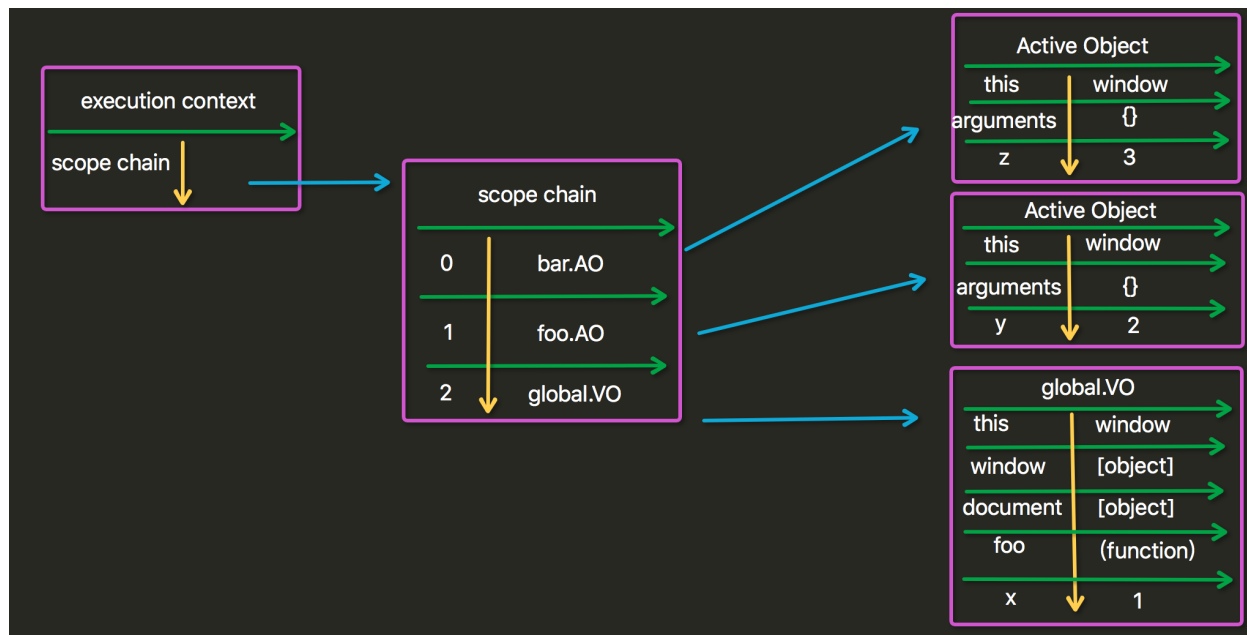 execution context
scope chain
scope chain
0 bar.AO
1 foo.AO
2 global.VO
Active Object
this window
arguments {}
z 3
Active Object
this window
arguments {}
y 2
global.VO
this window
window [object]
document [object]
foo (function)
x 1